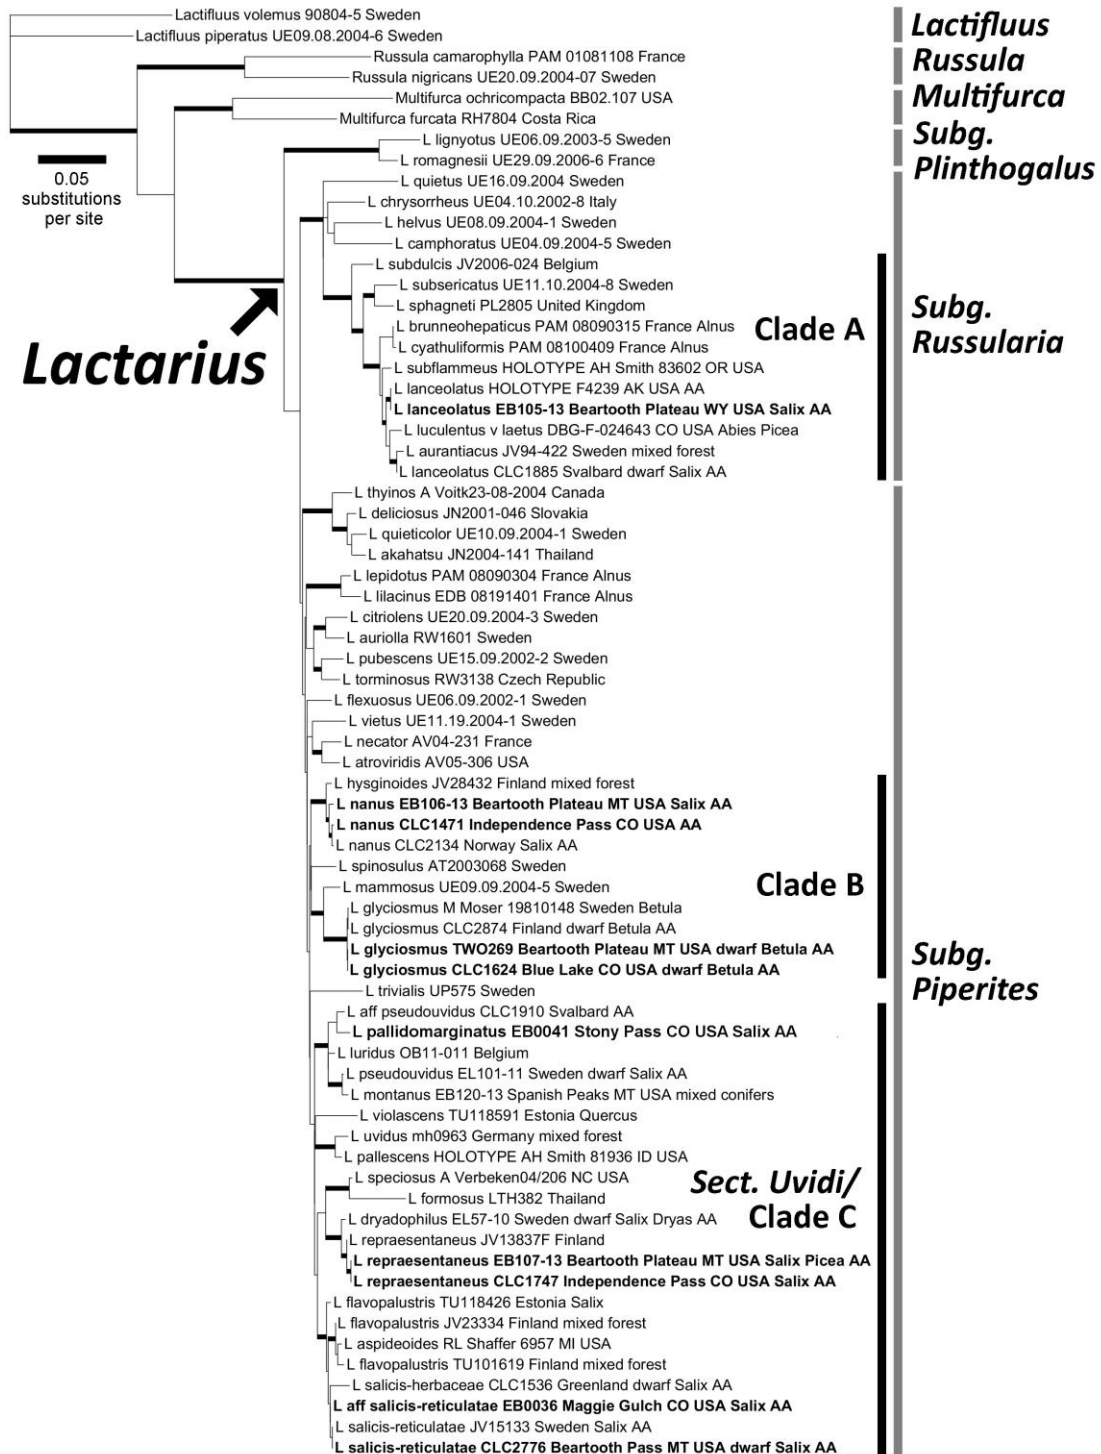 Lactifluus volemus 90804-5 Sweden
Lactifluus piperatus UE09.08.2004-6 Sweden
Russula camarophylla PAM 01081108 France
Russula nigricans UE20.09.2004-07 Sweden
Multifurca ochricompacta BB02.107 USA
Multifurca furcata RH7804 Costa Rica
L lignyotus UE06.09.2003-5 Sweden
L romagnesii UE29.09.2006-6 France
L quietus UE16.09.2004 Sweden
L chrysorrheus UE04.10.2002-8 Italy
L helvus UE08.09.2004-1 Sweden
L camphoratus UE04.09.2004-5 Sweden
L subdulcis JV2006-024 Belgium
L subsericatus UE11.10.2004-8 Sweden
L sphagneti PL2805 United Kingdom
L brunneohepaticus PAM 08090315 France Alnus
L cyathuliformis PAM 08100409 France Alnus
L subflammeus HOLOTYPE AH Smith 83602 OR USA
L lanceolatus HOLOTYPE F4239 AK USA AA
L lanceolatus EB105-13 Beartooth Plateau WY USA Salix AA
L luculentus v laetus DBG-F-024643 CO USA Abies Picea
L aurantiacus JV94-422 Sweden mixed forest
L lanceolatus CLC1885 Svalbard dwarf Salix AA
L thyinos A Voitk23-08-2004 Canada
L deliciosus JN2001-046 Slovakia
L quieticolor UE10.09.2004-1 Sweden
L akahatsu JN2004-141 Thailand
L lepidotus PAM 08090304 France Alnus
L lilacinus EDB 08191401 France Alnus
L citriolens UE20.09.2004-3 Sweden
L auriolla RW1601 Sweden
L pubescens UE15.09.2002-2 Sweden
L torminosus RW3138 Czech Republic
L flexuosus UE06.09.2002-1 Sweden
L vietus UE11.19.2004-1 Sweden
L necator AV04-231 France
L atroviridis AV05-306 USA
L hysginoides JV28432 Finland mixed forest
L nanus EB106-13 Beartooth Plateau MT USA Salix AA
L nanus CLC1471 Independence Pass CO USA AA
L nanus CLC2134 Norway Salix AA
L spinosulus AT2003068 Sweden
L mammosus UE09.09.2004-5 Sweden
L glyciosmus M Moser 19810148 Sweden Betula
L glyciosmus CLC2874 Finland dwarf Betula AA
L glyciosmus TWO269 Beartooth Plateau MT USA dwarf Betula AA
L glyciosmus CLC1624 Blue Lake CO USA dwarf Betula AA
L trivialis UP575 Sweden
L aff pseudouvidus CLC1910 Svalbard AA
L pallidomarginatus EB0041 Stony Pass CO USA Salix AA
L luridus OB11-011 Belgium
L pseudouvidus EL101-11 Sweden dwarf Salix AA
L montanus EB120-13 Spanish Peaks MT USA mixed conifers
L violascens TU118591 Estonia Quercus
L uvidus mh0963 Germany mixed forest
L pallescens HOLOTYPE AH Smith 81936 ID USA
L speciosus A Verbeken04/206 NC USA
L formosus LTH382 Thailand
L dryadophilus EL57-10 Sweden dwarf Salix Dryas AA
L repraesentaneus JV13837F Finland
L repraesentaneus EB107-13 Beartooth Plateau MT USA Salix Picea AA
L repraesentaneus CLC1747 Independence Pass CO USA Salix AA
L flavopalustris TU118426 Estonia Salix
L flavopalustris JV23334 Finland mixed forest
L aspideoides RL Shaffer 6957 MI USA
L flavopalustris TU101619 Finland mixed forest
L salicis-herbaceae CLC1536 Greenland dwarf Salix AA
L aff salicis-reticulatae EB0036 Maggie Gulch CO USA Salix AA
L salicis-reticulatae JV15133 Sweden Salix AA
L salicis-reticulatae CLC2776 Beartooth Pass MT USA dwarf Salix AA
0.05
substitutions
per site
Lactarius
Clade A
Clade B
Sect. Uvidi/
Clade C
Lactifluus
Russula
Multifurca
Subg.
Plinthogalus
Subg.
Russularia
Subg.
Piperites